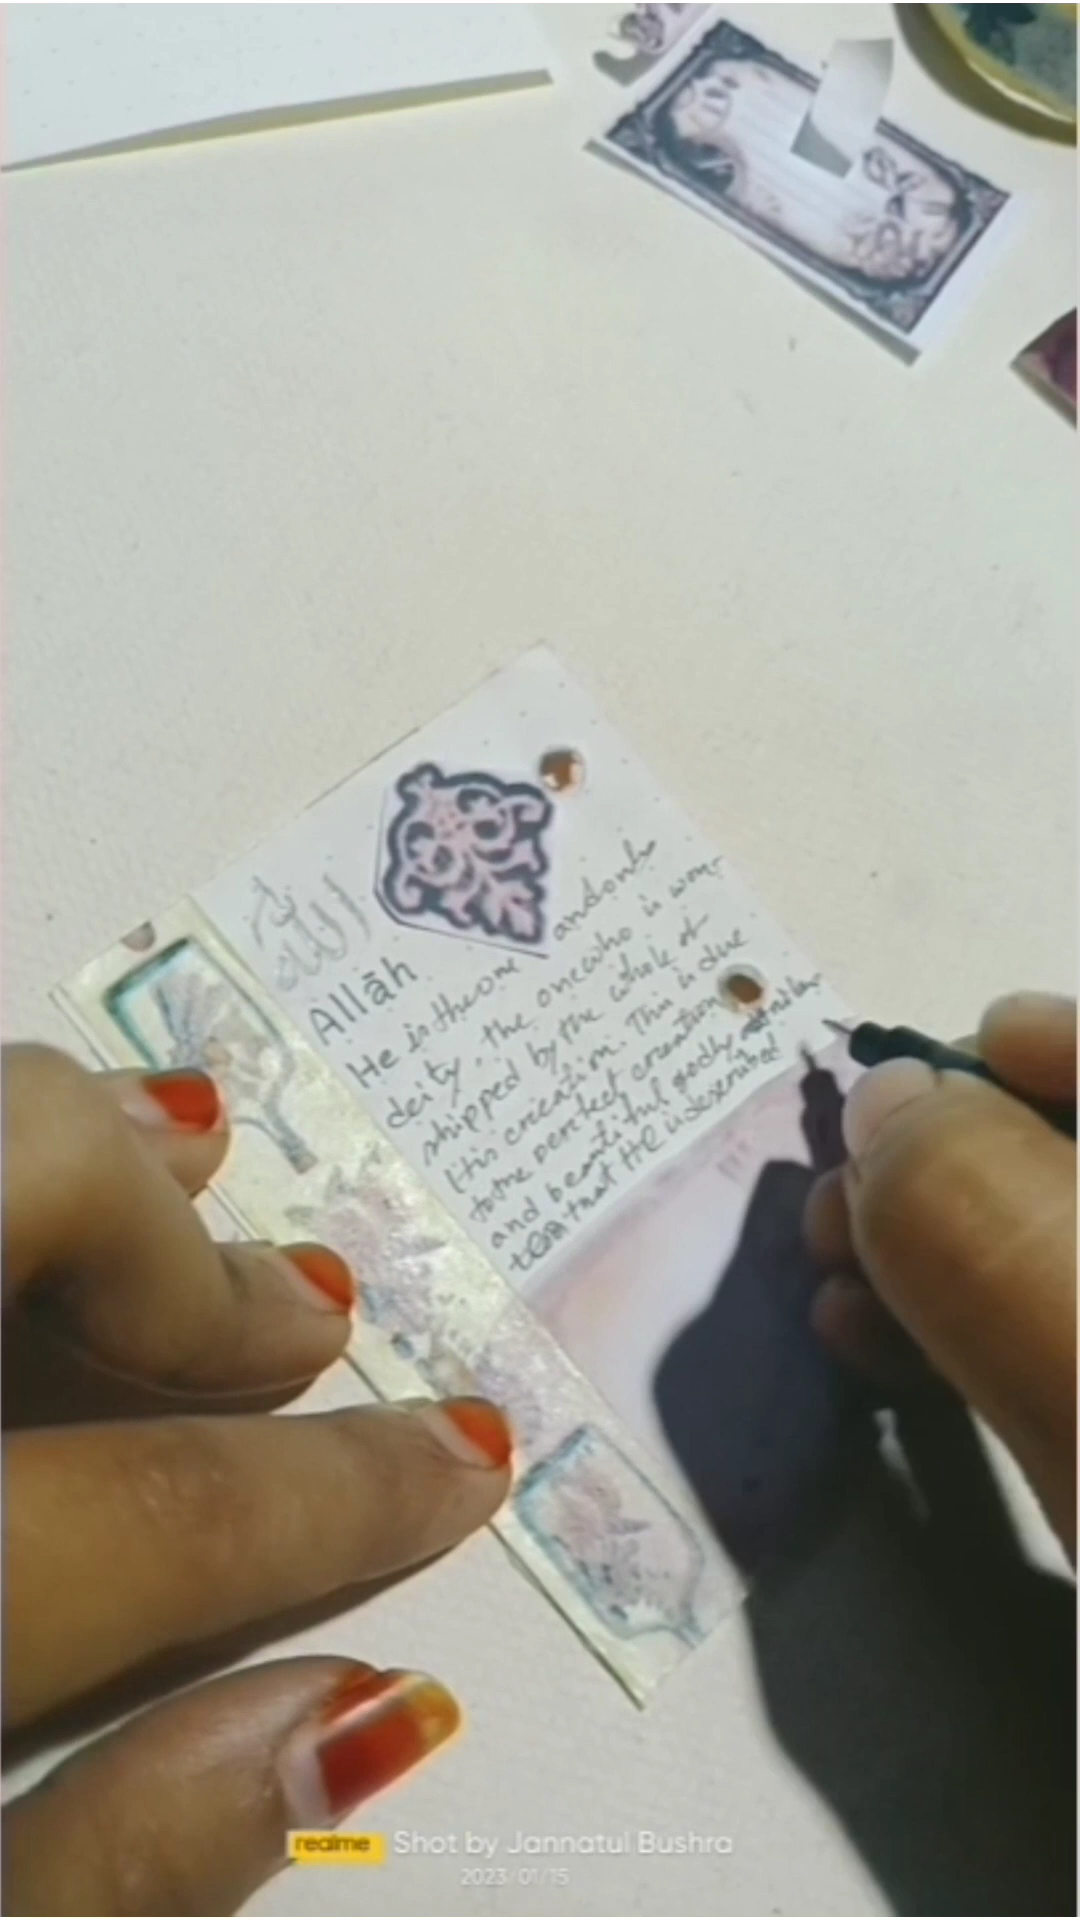 الله
Allāh
He is the one and only
deity, the one who is wor-
shipped by the whole of
His creation. This is due
to the perfect creation
and beautiful godly
that He is described
realme Shot by Jannatul Bushra
2023/01/15